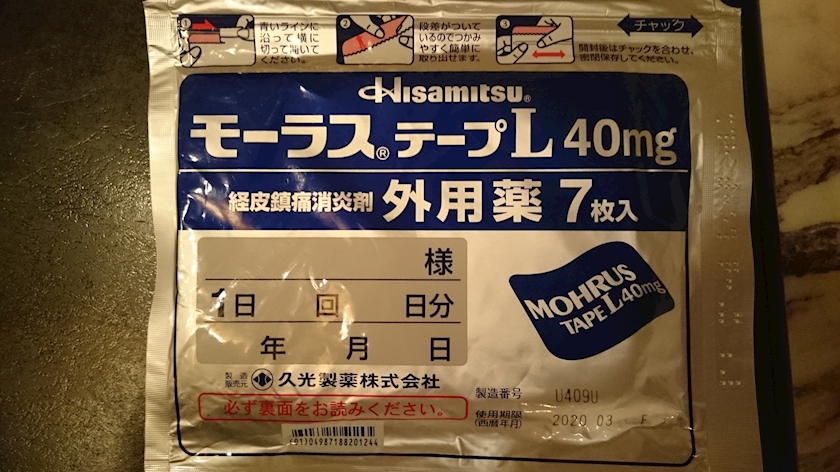 ① 青いラインに
沿って横に
切って開いて
ください。
② 段差がついて
いるのでつかみ
やすく簡単に
取り出せます。
③
チャック
開封後はチャックを合わせ、
密閉保存してください。
Hisamitsu®
モーラス®テープL 40mg
経皮鎮痛消炎剤 外用薬 7枚入
様
1日 回 日分
年 月 日
MOHRUS
TAPE L40mg
製造
販売元 久光製薬株式会社
必ず裏面をお読みください。
製造番号 U409U
使用期限
(西暦年月) 2020 03 F
(01)04987188201244